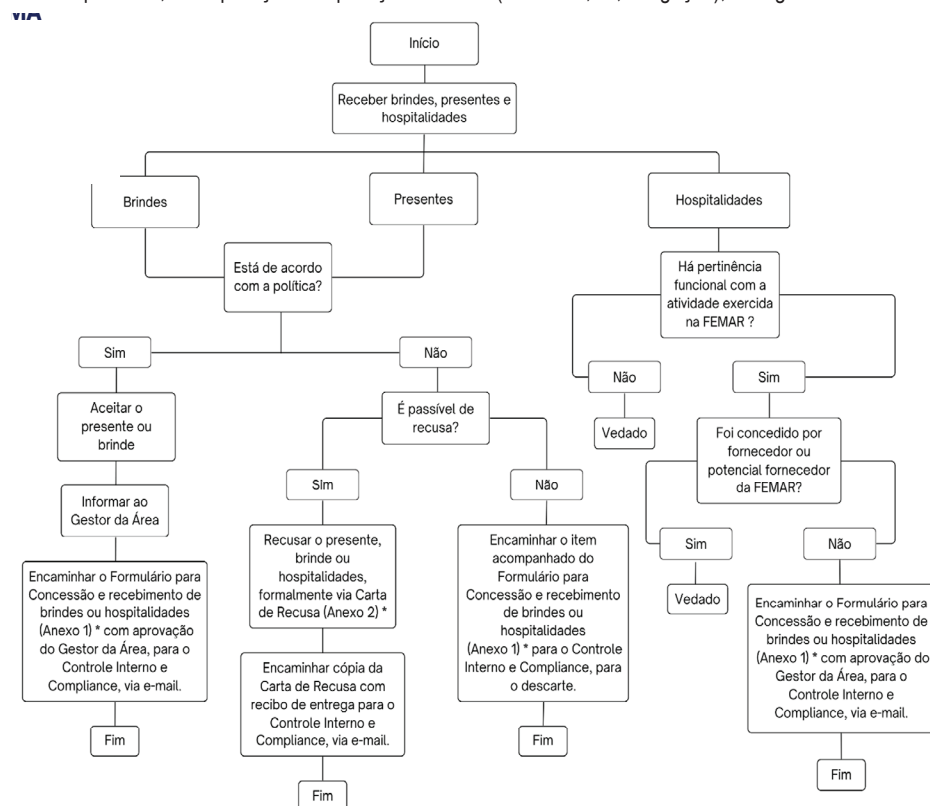 Início
Receber brindes, presentes e
hospitalidades
Brindes
Presentes
Hospitalidades
Está de acordo
com a política?
Há pertinência
funcional com a
atividade exercida
na FEMAR ?
Sim
Não
Não
Sim
Aceitar o
presente ou
brinde
É passível de
recusa?
Vedado
Foi concedido por
fornecedor ou
potencial fornecedor
da FEMAR?
Informar ao
Gestor da Área
SIm
Não
Sim
Não
Encaminhar o Formulário para
Concessão e recebimento de
brindes ou hospitalidades
(Anexo 1) * com aprovação
do Gestor da Área, para o
Controle Interno e
Compliance, via e-mail.
Recusar o presente,
brinde ou
hospitalidades,
formalmente via Carta
de Recusa (Anexo 2) *
Encaminhar o item
acompanhado do
Formulário para
Concessão e recebimento
de brindes ou
hospitalidades
(Anexo 1) * para o Controle
Interno e Compliance, para
o descarte.
Vedado
Encaminhar o Formulário para
Concessão e recebimento de
brindes ou hospitalidades
(Anexo 1) * com aprovação do
Gestor da Área, para o
Controle Interno e
Compliance, via e-mail.
Encaminhar cópia da
Carta de Recusa com
recibo de entrega para o
Controle Interno e
Compliance, via e-mail.
Fim
Fim
Fim
Fim